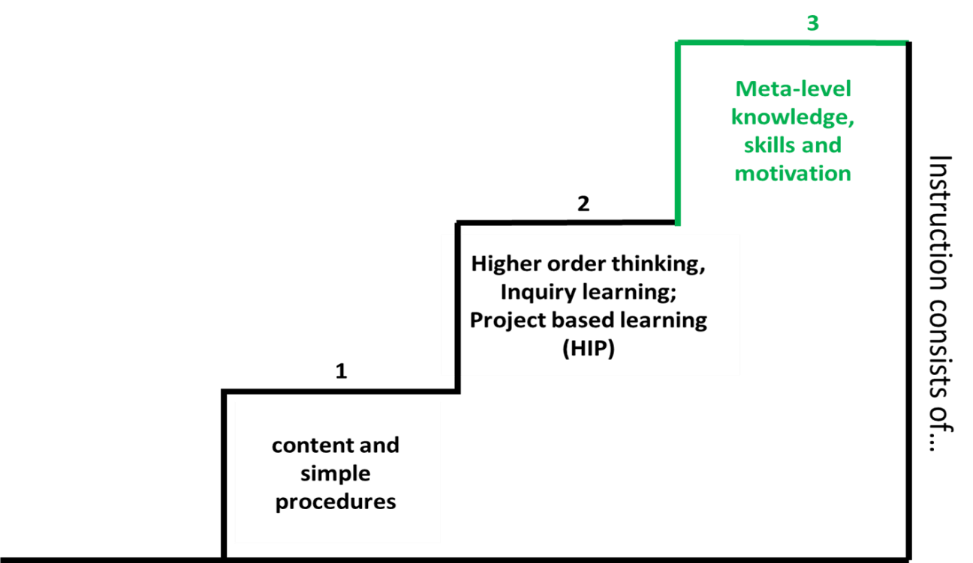 3
Meta-level
knowledge,
skills and
motivation
2
Higher order thinking,
Inquiry learning;
Project based learning
(HIP)
1
content and
simple
procedures
Instruction consists of...